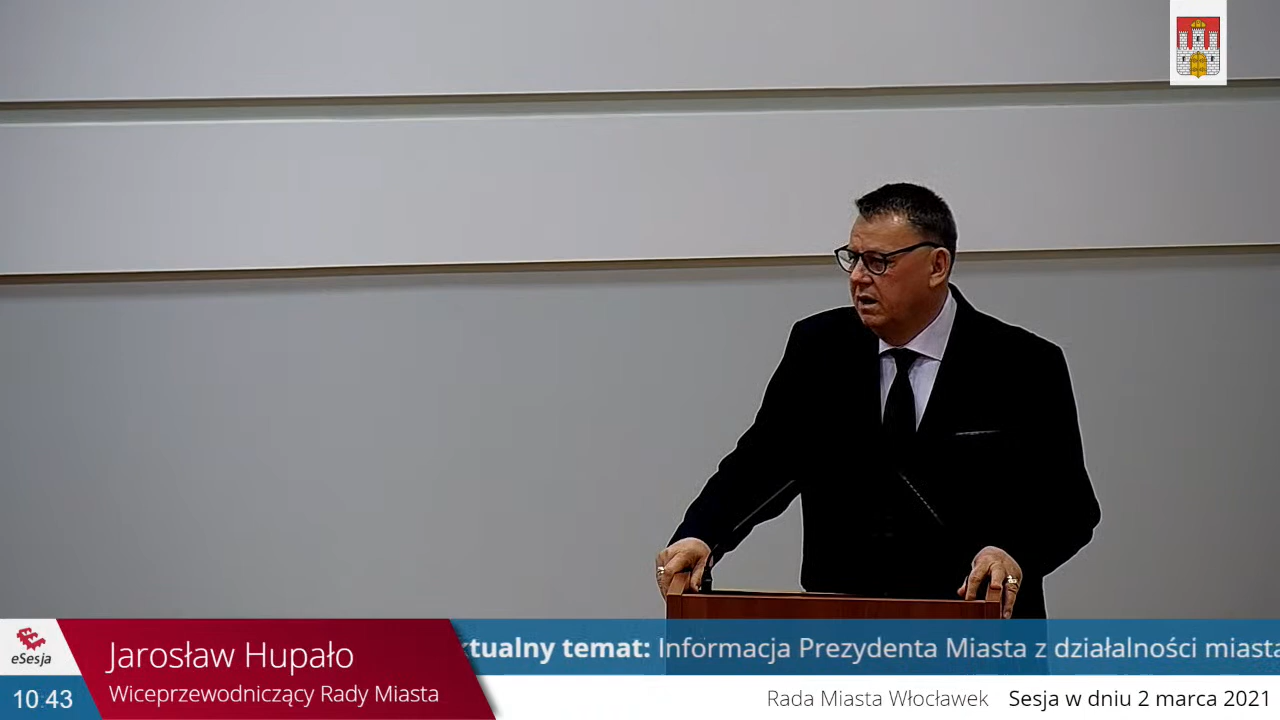 Jarosław Hupało
Wiceprzewodniczący Rady Miasta
ktualny temat: Informacja Prezydenta Miasta z działalności miasta
eSesja
10:43
Rada Miasta Włocławek Sesja w dniu 2 marca 2021